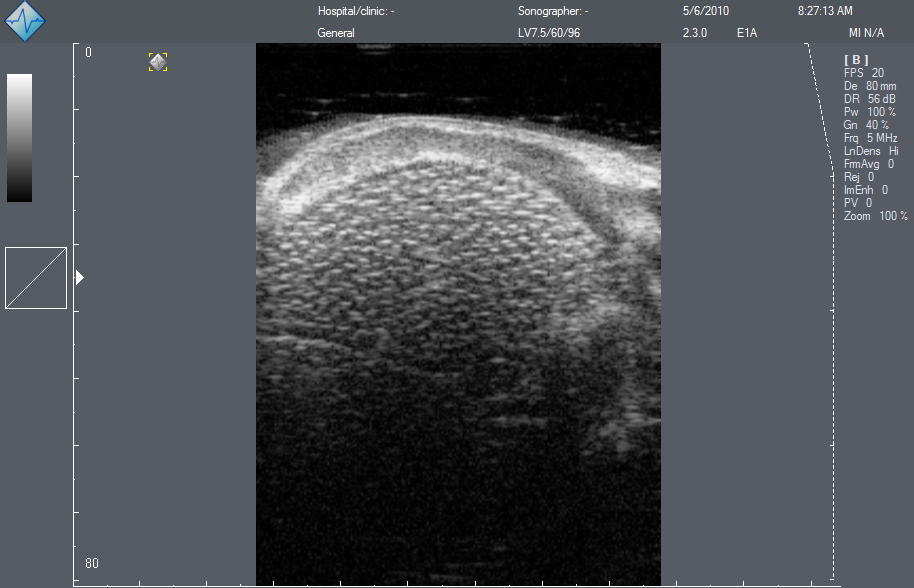 Hospital/clinic: - Sonographer: - 5/6/2010 8:27:13 AM
General LV7.5/60/96 2.3.0 E1A MI N/A
0
[ B ]
FPS 20
De 80 mm
DR 56 dB
Pw 100 %
Gn 40 %
Frq 5 MHz
LnDens Hi
FrmAvg 0
Rej 0
ImEnh 0
PV 0
Zoom 100 %
80